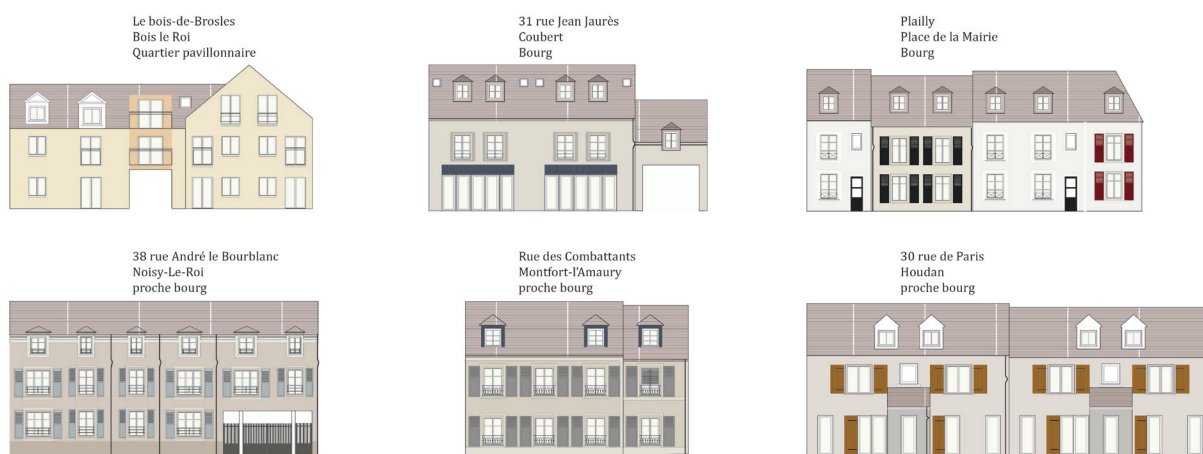 Le bois-de-Brosles
Bois le Roi
Quartier pavillonnaire
31 rue Jean Jaurès
Coubert
Bourg
Plailly
Place de la Mairie
Bourg
38 rue André le Bourblanc
Noisy-Le-Roi
proche bourg
Rue des Combattants
Montfort-l'Amaury
proche bourg
30 rue de Paris
Houdan
proche bourg